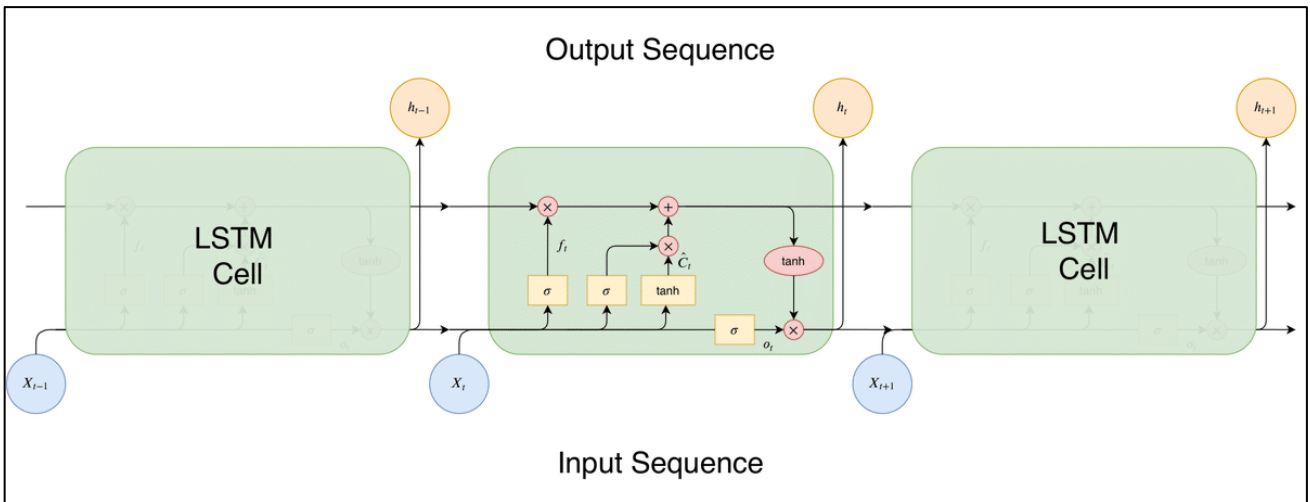 Output Sequence
h_{t-1} h_t h_{t+1}
LSTM
Cell
× +
f_t × Ĉ_t tanh
σ σ tanh
σ o_t ×
LSTM
Cell
X_{t-1} X_t X_{t+1}
Input Sequence